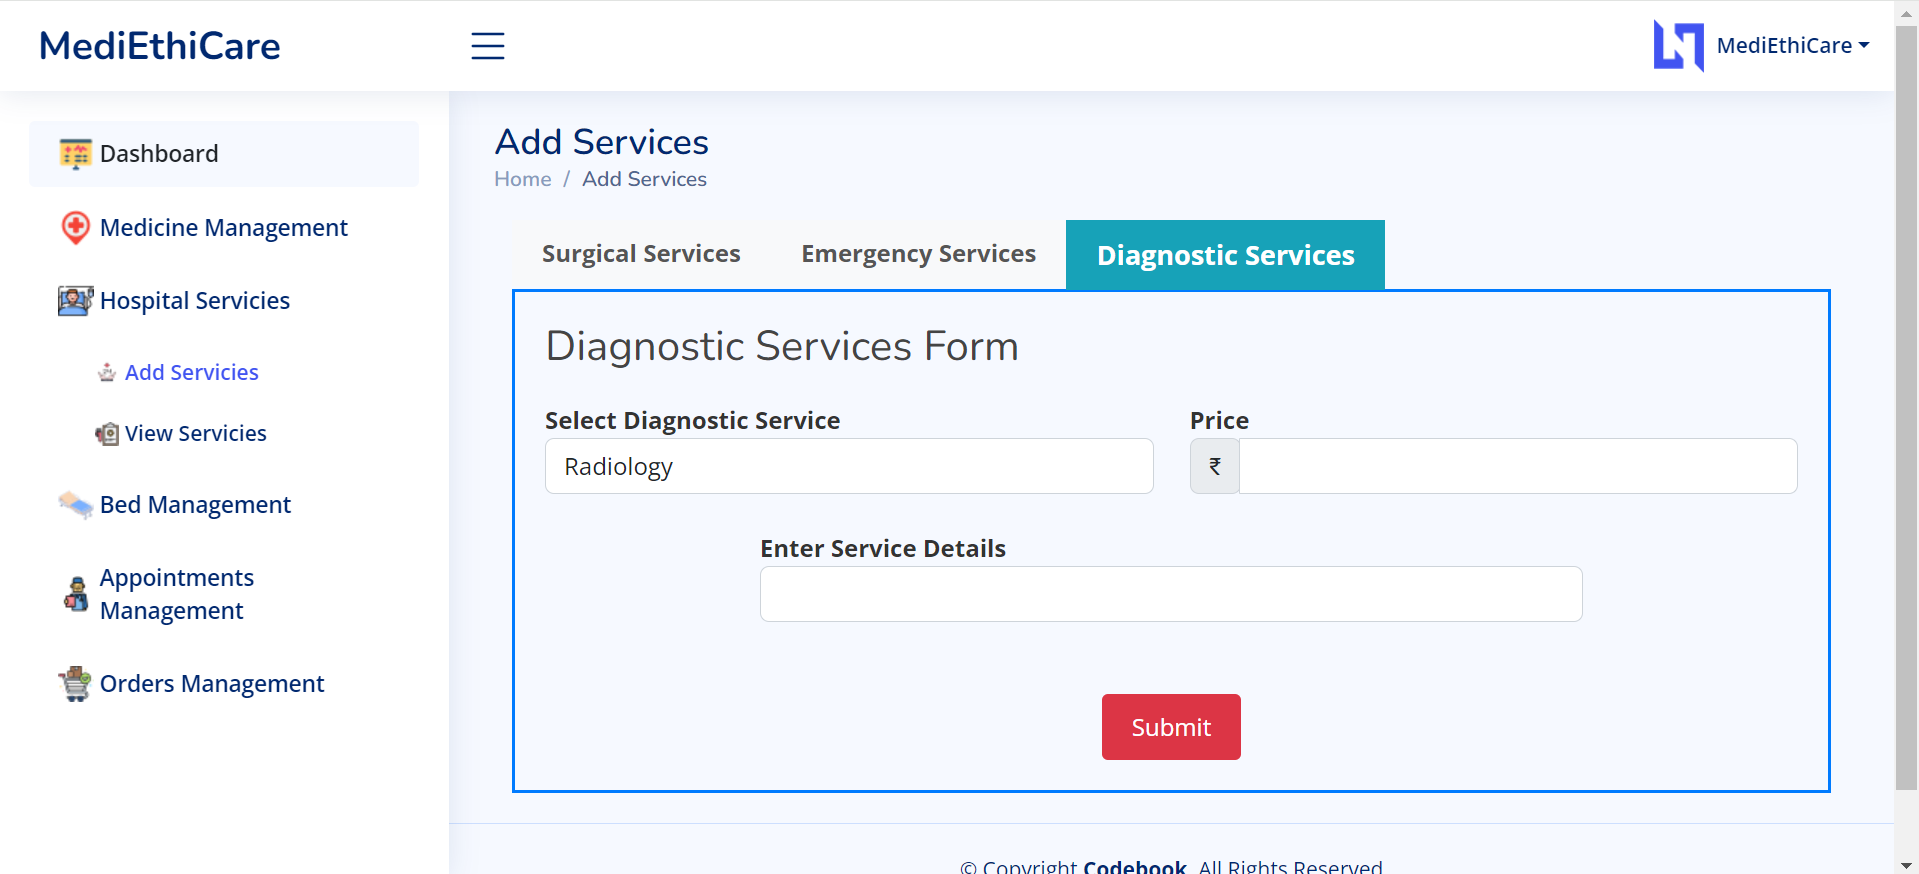 MediEthiCare
MediEthiCare
Dashboard
Medicine Management
Hospital Servicies
Add Servicies
View Servicies
Bed Management
Appointments
Management
Orders Management
Add Services
Home / Add Services
Surgical Services Emergency Services Diagnostic Services
Diagnostic Services Form
Select Diagnostic Service Price
Radiology ₹
Enter Service Details
Submit
© Copyright Codebook. All Rights Reserved